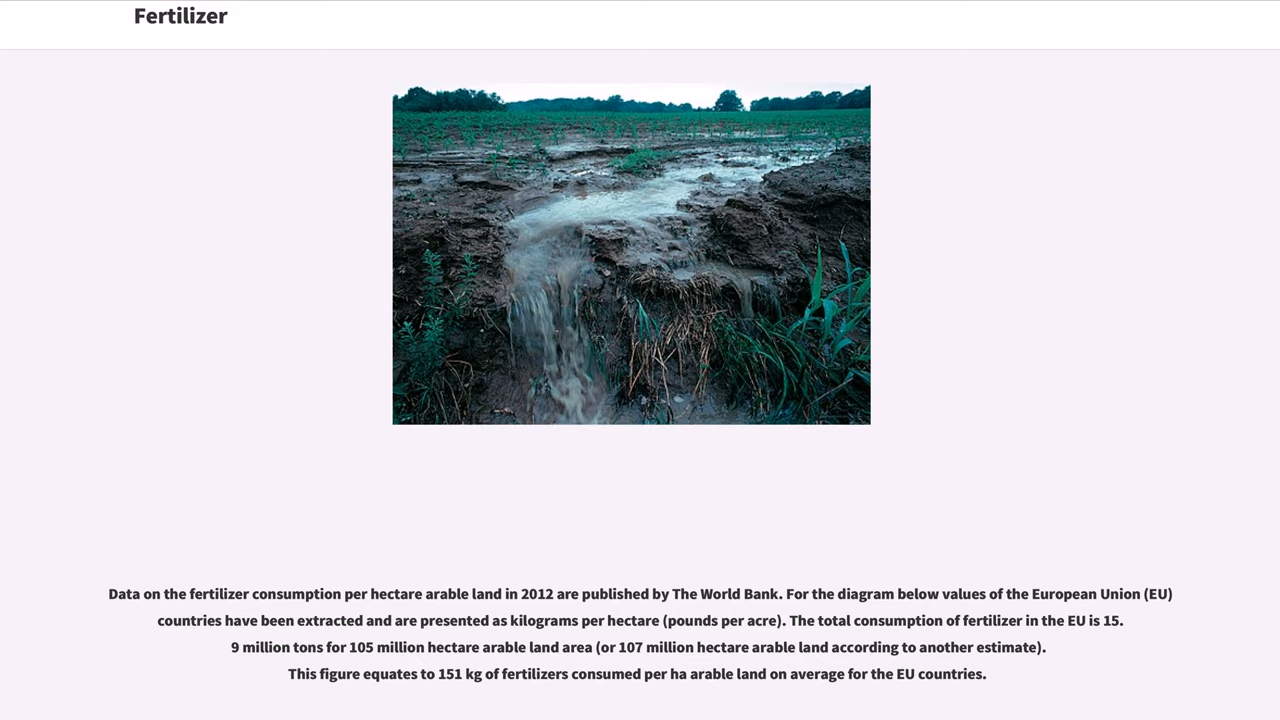 Fertilizer
Data on the fertilizer consumption per hectare arable land in 2012 are published by The World Bank. For the diagram below values of the European Union (EU)
countries have been extracted and are presented as kilograms per hectare (pounds per acre). The total consumption of fertilizer in the EU is 15.
9 million tons for 105 million hectare arable land area (or 107 million hectare arable land according to another estimate).
This figure equates to 151 kg of fertilizers consumed per ha arable land on average for the EU countries.